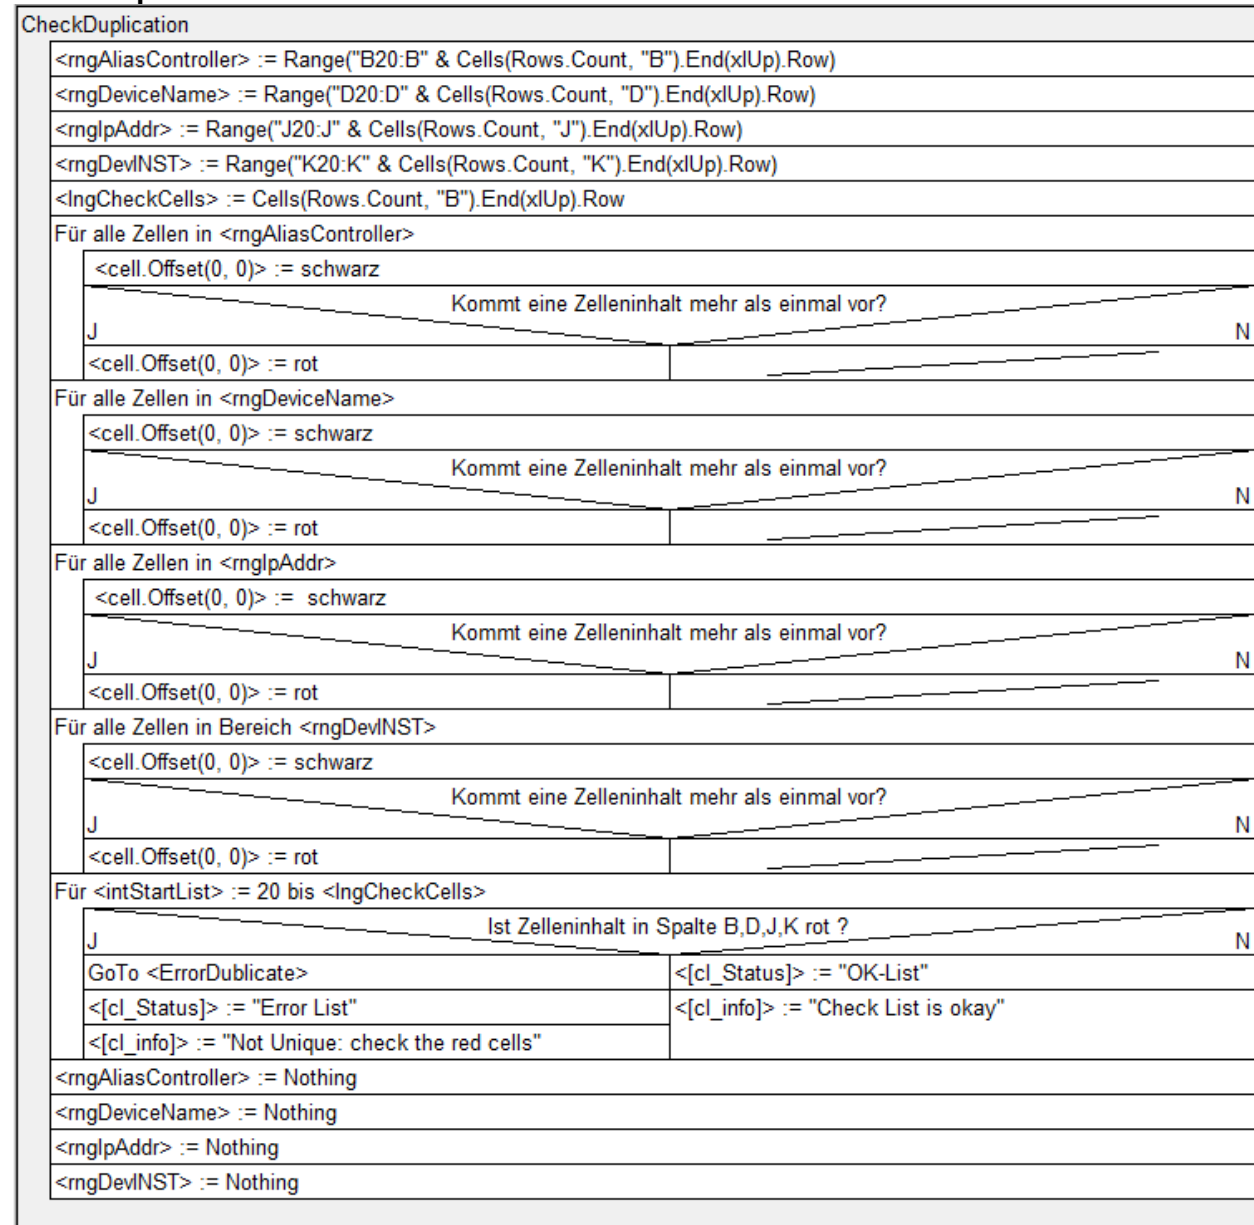 CheckDuplication
<rngAliasController> := Range("B20:B" & Cells(Rows.Count, "B").End(xlUp).Row)
<rngDeviceName> := Range("D20:D" & Cells(Rows.Count, "D").End(xlUp).Row)
<rngIpAddr> := Range("J20:J" & Cells(Rows.Count, "J").End(xlUp).Row)
<rngDevINST> := Range("K20:K" & Cells(Rows.Count, "K").End(xlUp).Row)
<lngCheckCells> := Cells(Rows.Count, "B").End(xlUp).Row
Für alle Zellen in <rngAliasController>
<cell.Offset(0, 0)> := schwarz
Kommt eine Zelleninhalt mehr als einmal vor?
J N
<cell.Offset(0, 0)> := rot
Für alle Zellen in <rngDeviceName>
<cell.Offset(0, 0)> := schwarz
Kommt eine Zelleninhalt mehr als einmal vor?
J N
<cell.Offset(0, 0)> := rot
Für alle Zellen in <rngIpAddr>
<cell.Offset(0, 0)> := schwarz
Kommt eine Zelleninhalt mehr als einmal vor?
J N
<cell.Offset(0, 0)> := rot
Für alle Zellen in Bereich <rngDevINST>
<cell.Offset(0, 0)> := schwarz
Kommt eine Zelleninhalt mehr als einmal vor?
J N
<cell.Offset(0, 0)> := rot
Für <intStartList> := 20 bis <lngCheckCells>
Ist Zelleninhalt in Spalte B,D,J,K rot ?
J N
GoTo <ErrorDublicate>
<[cl_Status]> := "Error List"
<[cl_info]> := "Not Unique: check the red cells"
<[cl_Status]> := "OK-List"
<[cl_info]> := "Check List is okay"
<rngAliasController> := Nothing
<rngDeviceName> := Nothing
<rngIpAddr> := Nothing
<rngDevINST> := Nothing